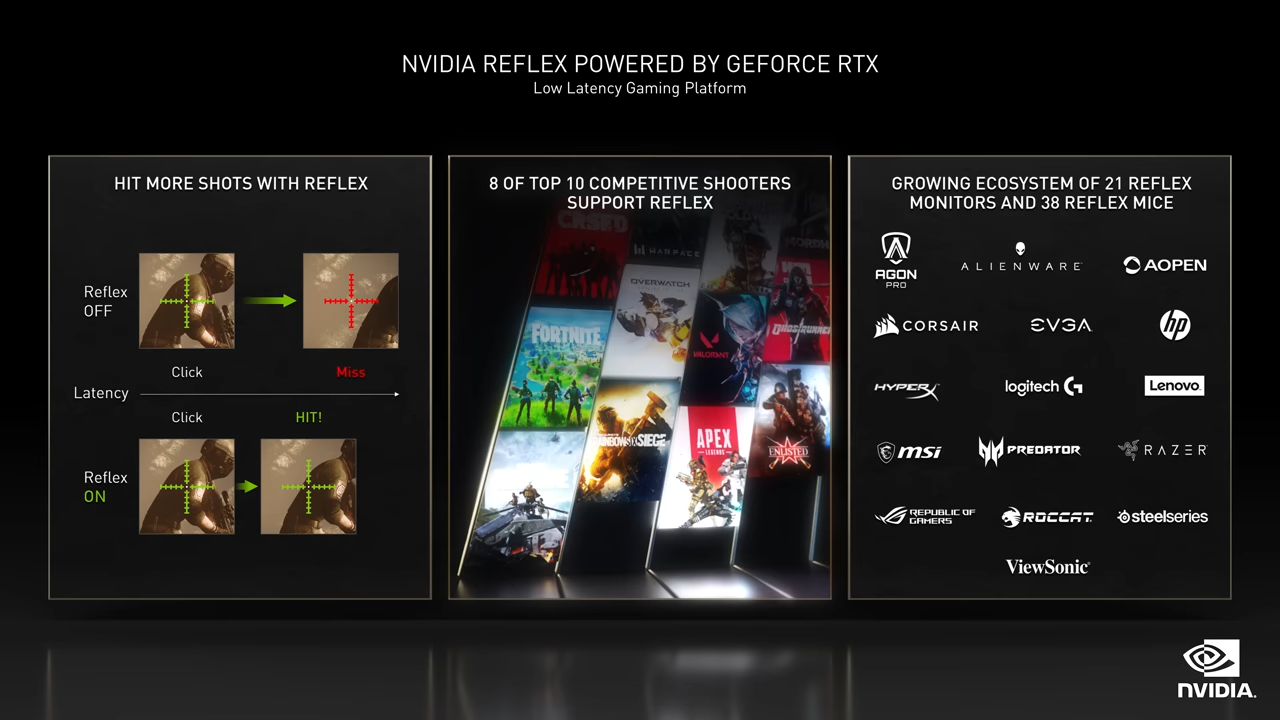 NVIDIA REFLEX POWERED BY GEFORCE RTX
Low Latency Gaming Platform
HIT MORE SHOTS WITH REFLEX
Reflex
OFF
Click
Miss
Latency
Click
HIT!
Reflex
ON
8 OF TOP 10 COMPETITIVE SHOOTERS
SUPPORT REFLEX
WARFACE
OVERWATCH
FORTNITE
VALORANT
GHOSTRUNNER
RAINBOW SIX SIEGE
APEX
LEGENDS
ENLISTED
GROWING ECOSYSTEM OF 21 REFLEX
MONITORS AND 38 REFLEX MICE
AGON
PRO
ALIENWARE
AOPEN
CORSAIR
EVGA
hp
HYPERX
logitech G
Lenovo
msi
PREDATOR
RAZER
REPUBLIC OF
GAMERS
ROCCAT
steelseries
ViewSonic
NVIDIA